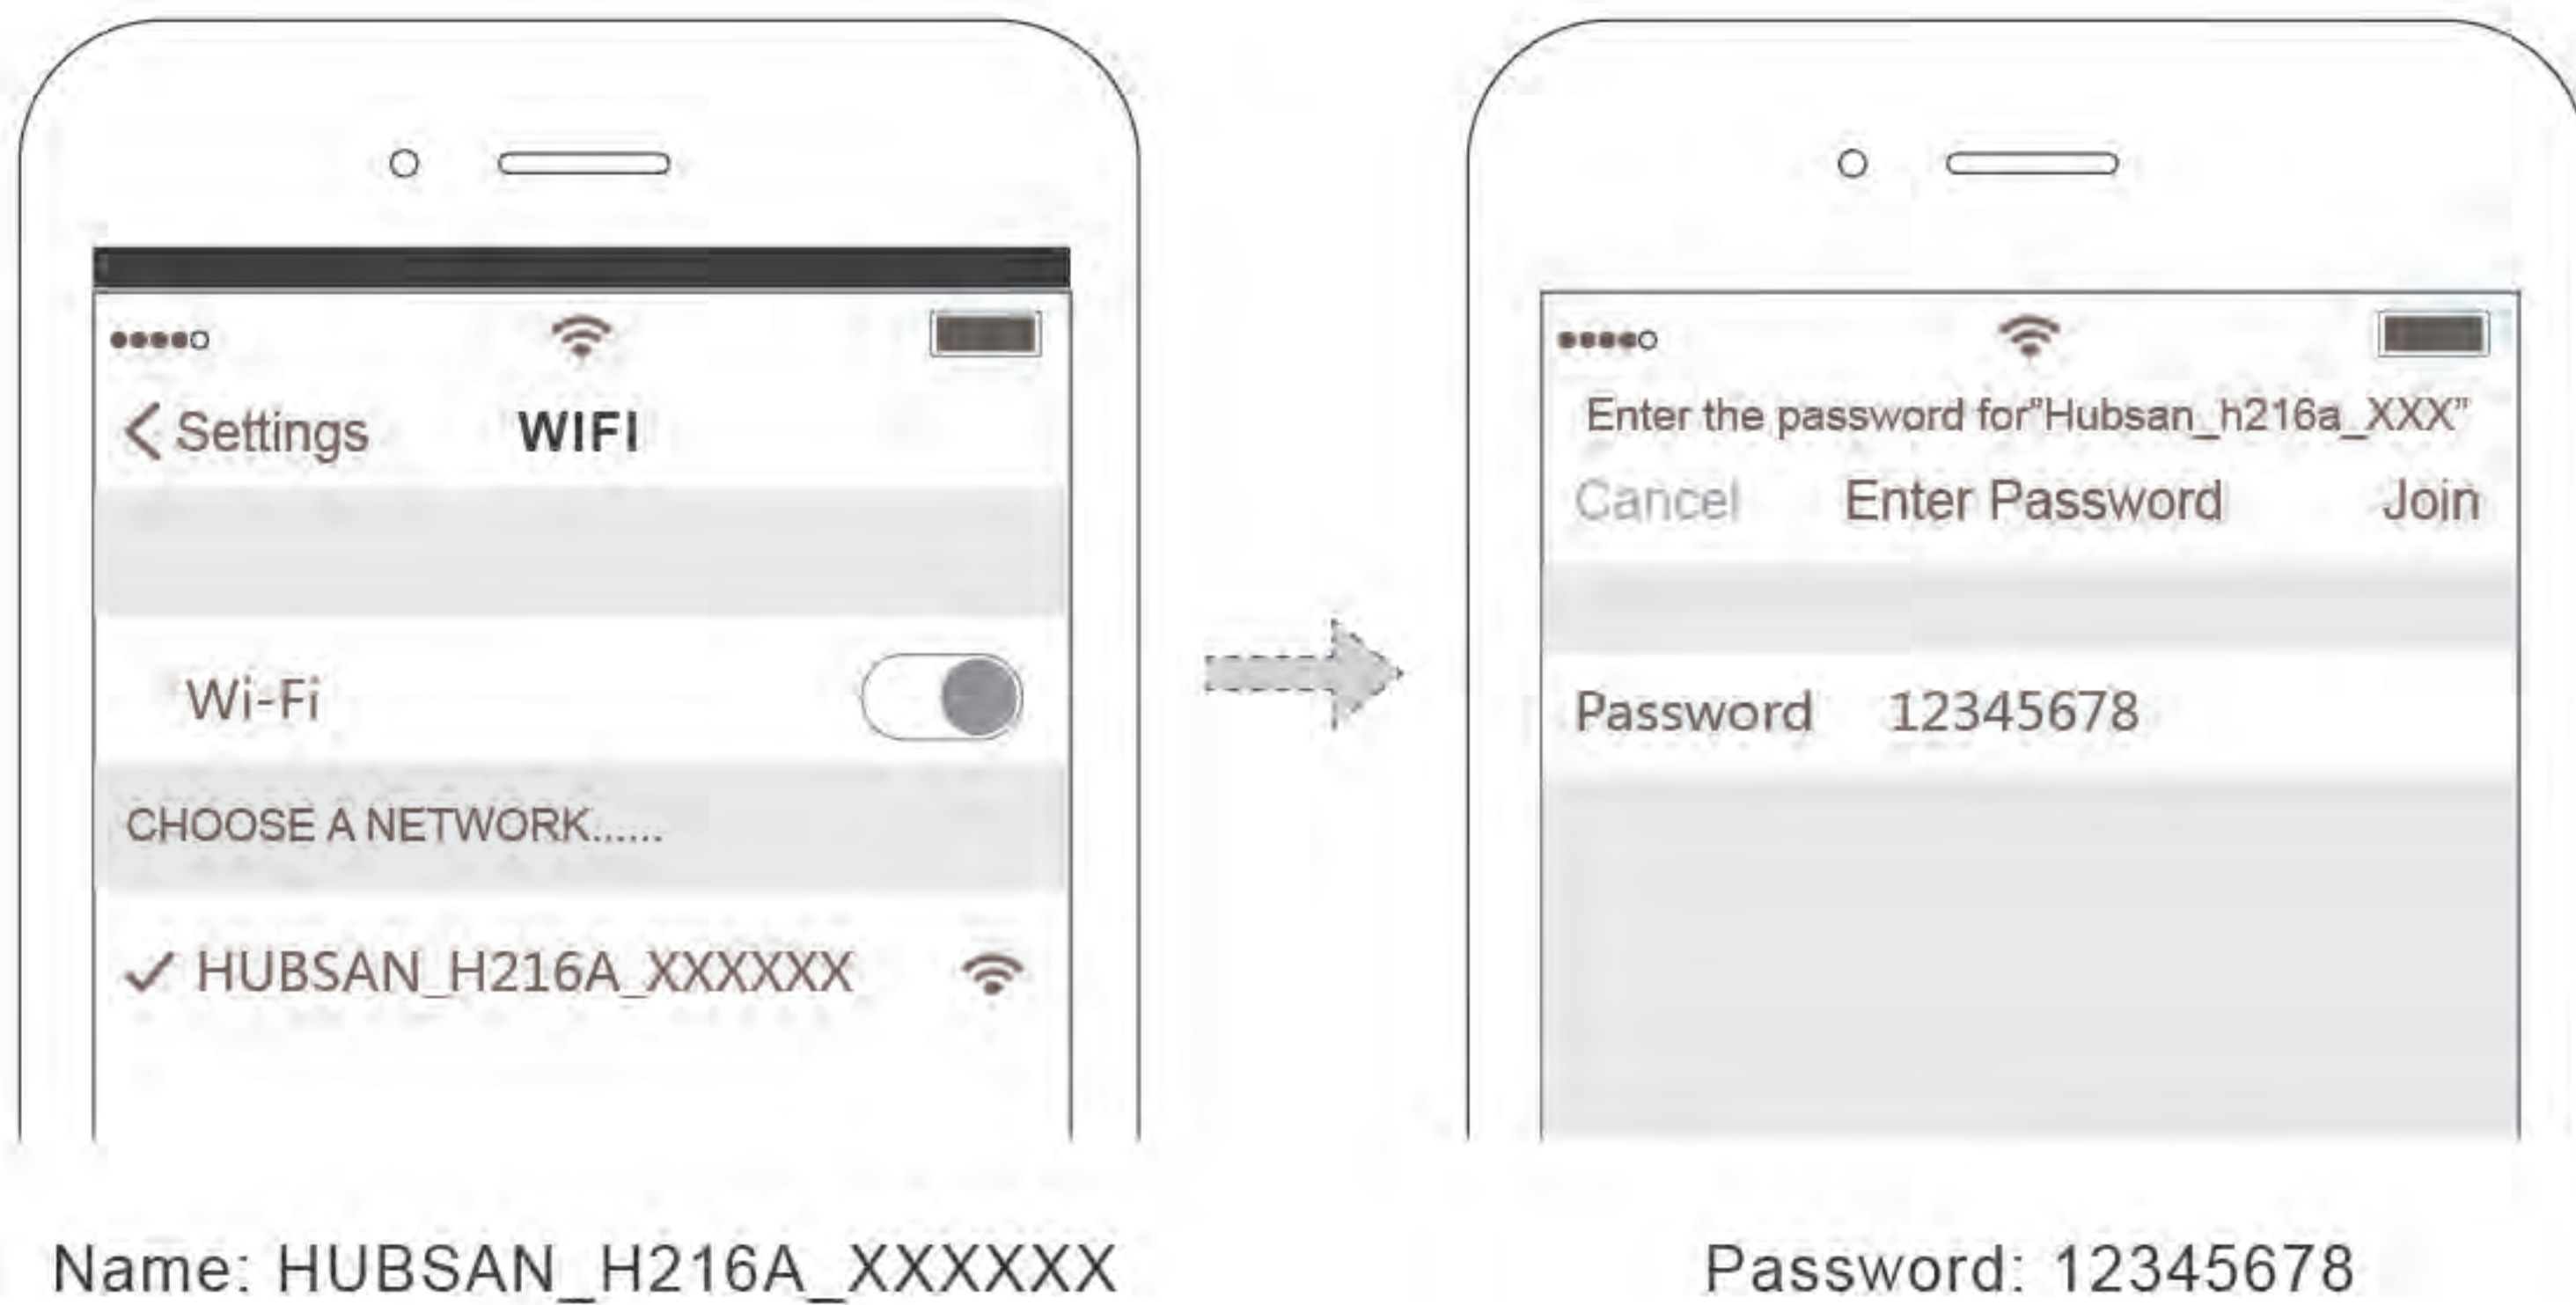 Settings WIFI
Wi-Fi
CHOOSE A NETWORK......
HUBSAN_H216A_XXXXXX
Name: HUBSAN_H216A_XXXXXX
Enter the password for"Hubsan_h216a_XXX"
Cancel Enter Password Join
Password 12345678
Password: 12345678